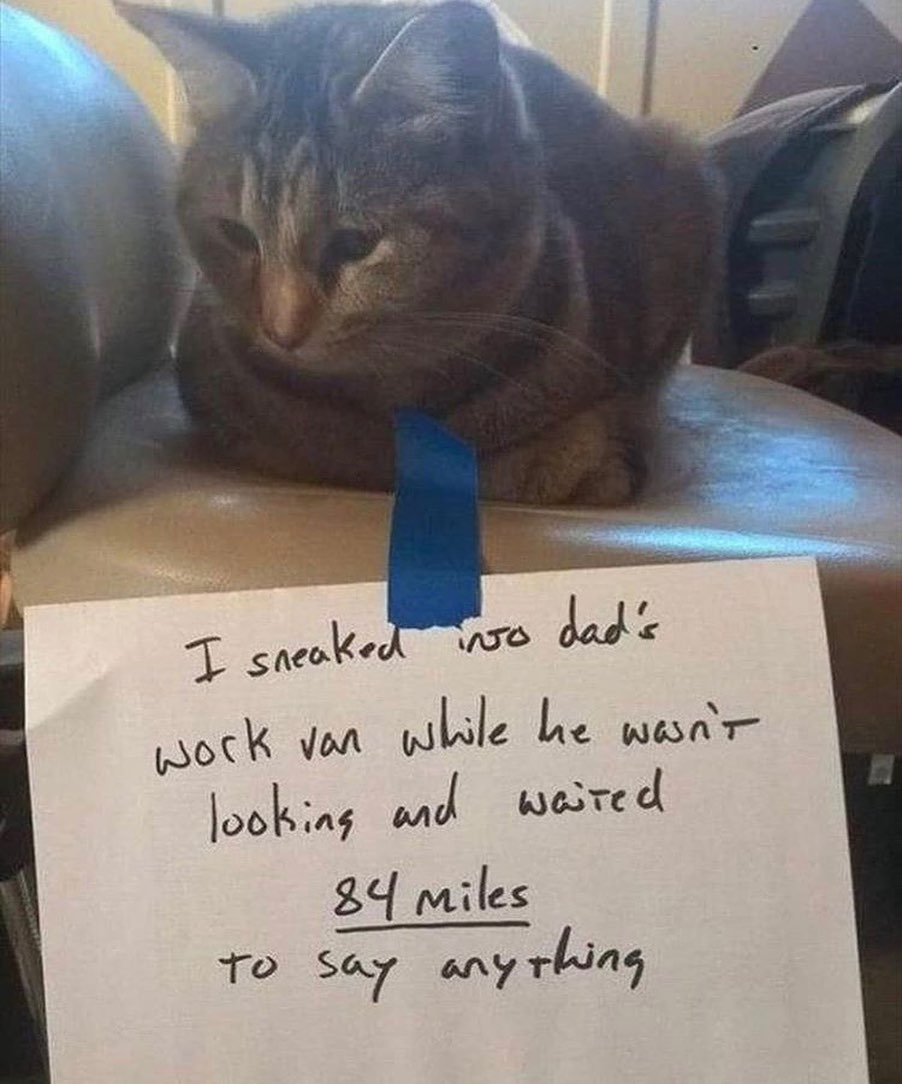 I sneaked into dad's
work van while he wasn't
looking and waited
84 miles
to say anything